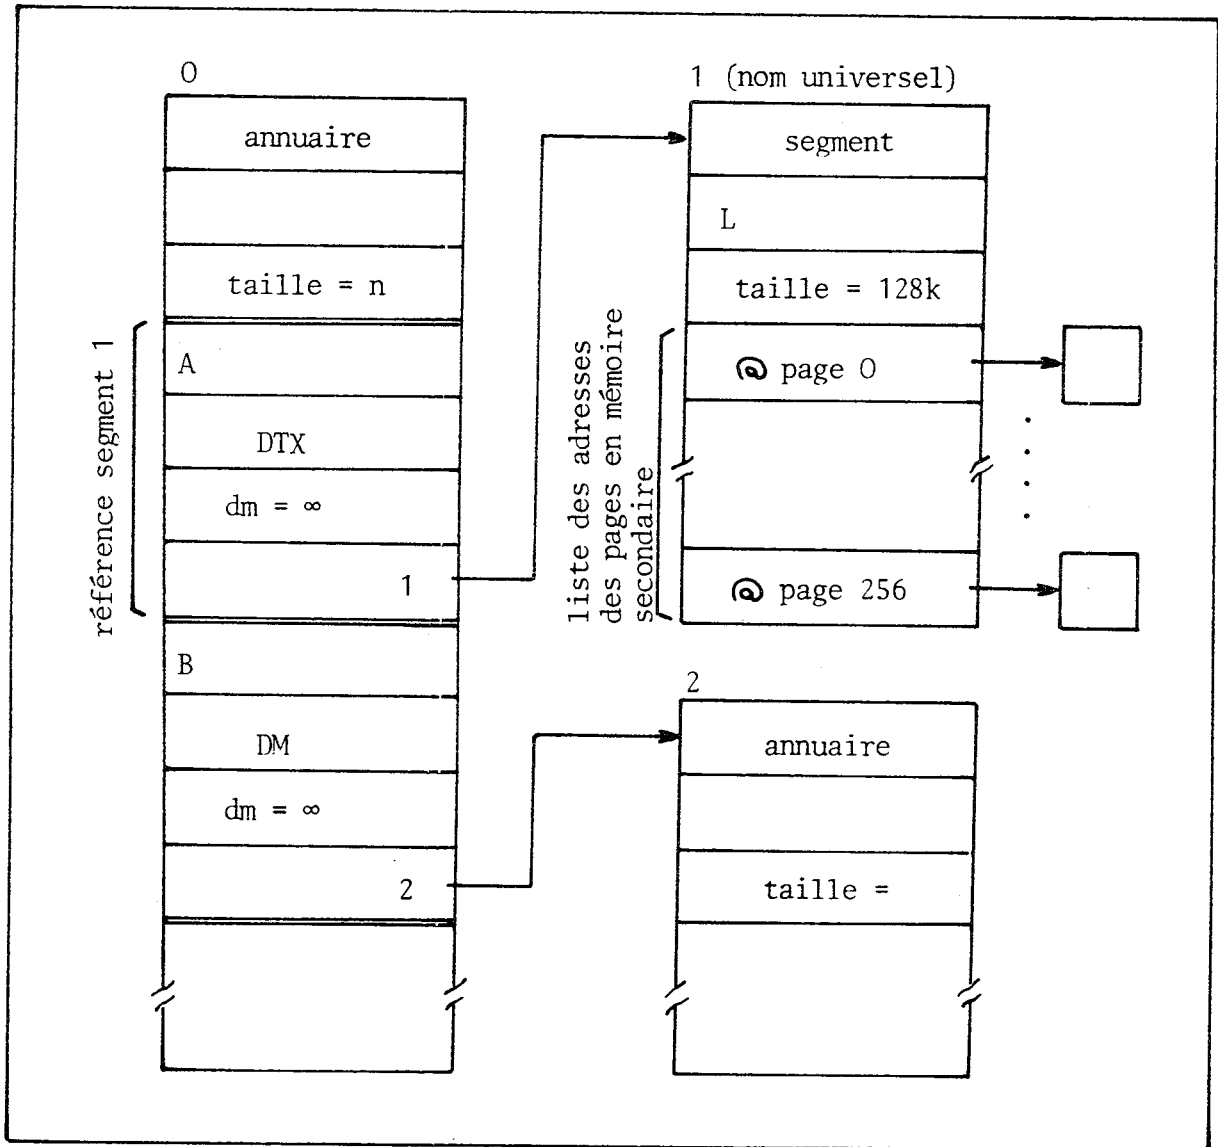 0
annuaire
taille = n
référence segment 1
A
DTX
dm = ∞
1
B
DM
dm = ∞
2
1 (nom universel)
segment
L
taille = 128k
liste des adresses
des pages en mémoire
secondaire
@ page 0
@ page 256
2
annuaire
taille =